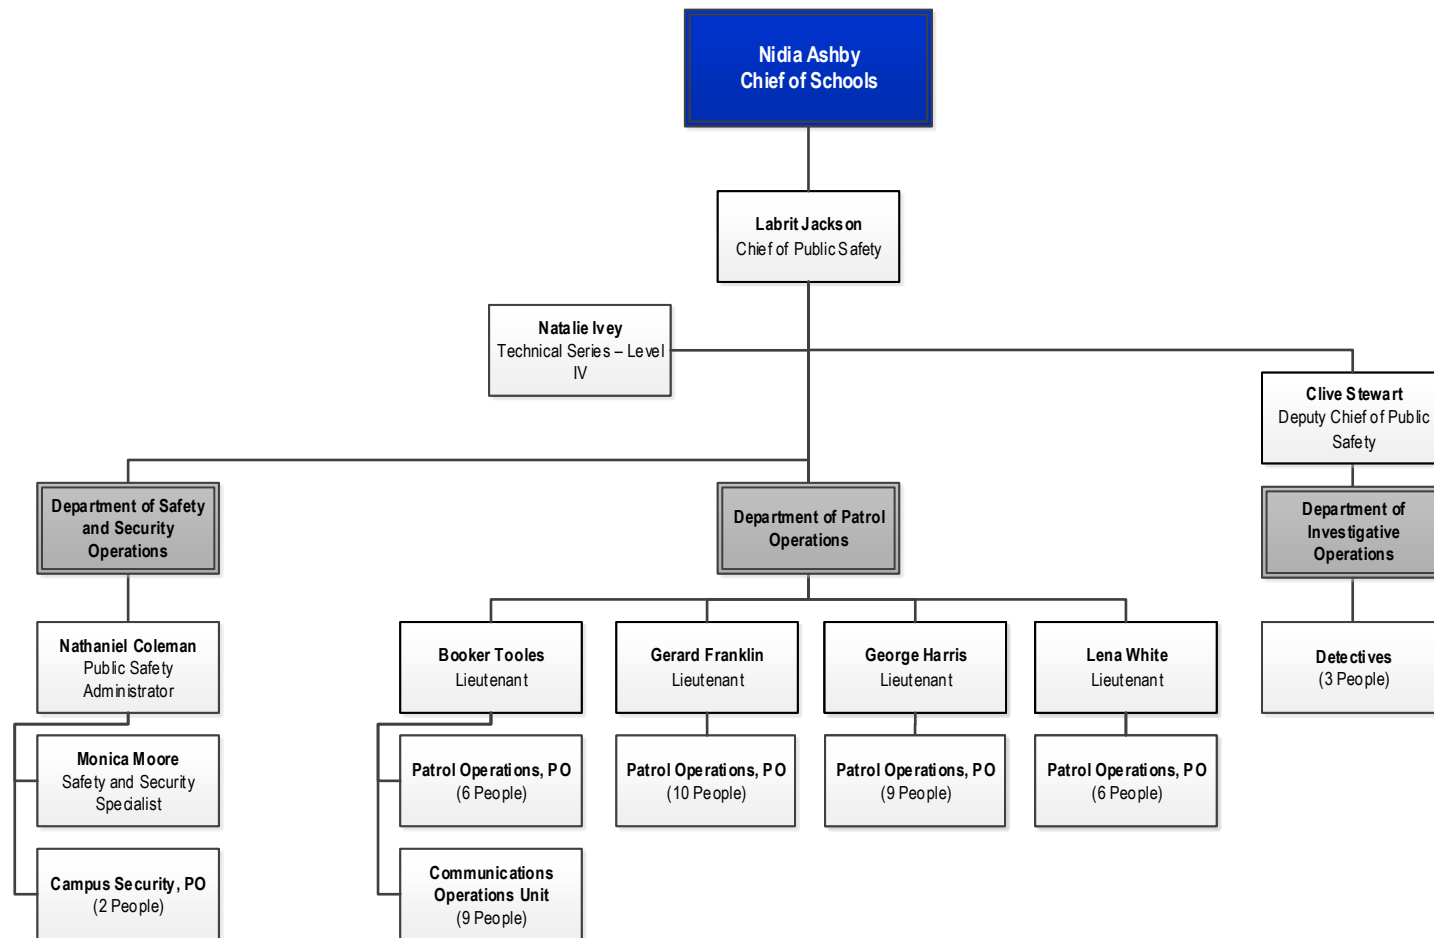 Nidia Ashby
Chief of Schools
Labrit Jackson
Chief of Public Safety
Natalie Ivey
Technical Series – Level
IV
Clive Stewart
Deputy Chief of Public
Safety
Department of Safety
and Security
Operations
Department of Patrol
Operations
Department of
Investigative
Operations
Nathaniel Coleman
Public Safety
Administrator
Booker Tooles
Lieutenant
Gerard Franklin
Lieutenant
George Harris
Lieutenant
Lena White
Lieutenant
Detectives
(3 People)
Monica Moore
Safety and Security
Specialist
Patrol Operations, PO
(6 People)
Patrol Operations, PO
(10 People)
Patrol Operations, PO
(9 People)
Patrol Operations, PO
(6 People)
Campus Security, PO
(2 People)
Communications
Operations Unit
(9 People)